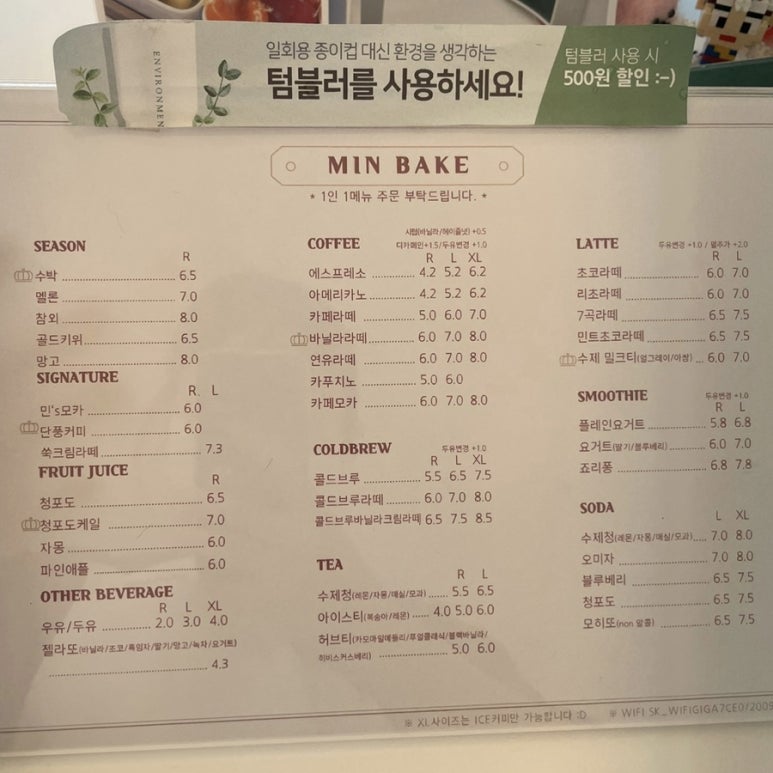 일회용 종이컵 대신 환경을 생각하는
텀블러를 사용하세요!
텀블러 사용 시
500원 할인 :-)
ENVIRONMEN
MIN BAKE
* 1인 1메뉴 주문 부탁드립니다. *
SEASON
R
수박 6.5
멜론 7.0
참외 8.0
골드키위 6.5
망고 8.0
SIGNATURE
R L
민's모카 6.0
단풍커피 6.0
쑥크림라떼 7.3
FRUIT JUICE
R
청포도 6.5
청포도케일 7.0
자몽 6.0
파인애플 6.0
OTHER BEVERAGE
R L XL
우유/두유 2.0 3.0 4.0
젤라또(바닐라/초코/흑임자/딸기/망고/녹차/요거트)
4.3
시럽(바닐라/헤이즐넛) +0.5
COFFEE 디카페인+1.5/두유변경 +1.0
R L XL
에스프레소 4.2 5.2 6.2
아메리카노 4.2 5.2 6.2
카페라떼 5.0 6.0 7.0
바닐라라떼 6.0 7.0 8.0
연유라떼 6.0 7.0 8.0
카푸치노 5.0 6.0
카페모카 6.0 7.0 8.0
COLDBREW 두유변경 +1.0
R L XL
콜드브루 5.5 6.5 7.5
콜드브루라떼 6.0 7.0 8.0
콜드브루바닐라크림라떼 6.5 7.5 8.5
TEA
R L
수제청(레몬/자몽/매실/모과) 5.5 6.5
아이스티(복숭아/레몬) 4.0 5.0 6.0
허브티(카모마일메들리/루얼클래식/블랙바닐라/
히비스커스베리) 5.0 6.0
LATTE 두유변경 +1.0 / 펄추가 +2.0
R L
초코라떼 6.0 7.0
리초라떼 6.0 7.0
7곡라떼 6.5 7.5
민트초코라떼 6.5 7.5
수제 밀크티(얼그레이/아쌈) 6.0 7.0
SMOOTHIE 두유변경 +1.0
R L
플레인요거트 5.8 6.8
요거트(딸기/블루베리) 6.0 7.0
죠리퐁 6.8 7.8
SODA
L XL
수제청(레몬/자몽/매실/모과) 7.0 8.0
오미자 7.0 8.0
블루베리 6.5 7.5
청포도 6.5 7.5
모히또(non 알콜) 6.5 7.5
※ XL사이즈는 ICE커피만 가능합니다 :D ※ WIFI SK_WIFIGIGA7CE0/2009